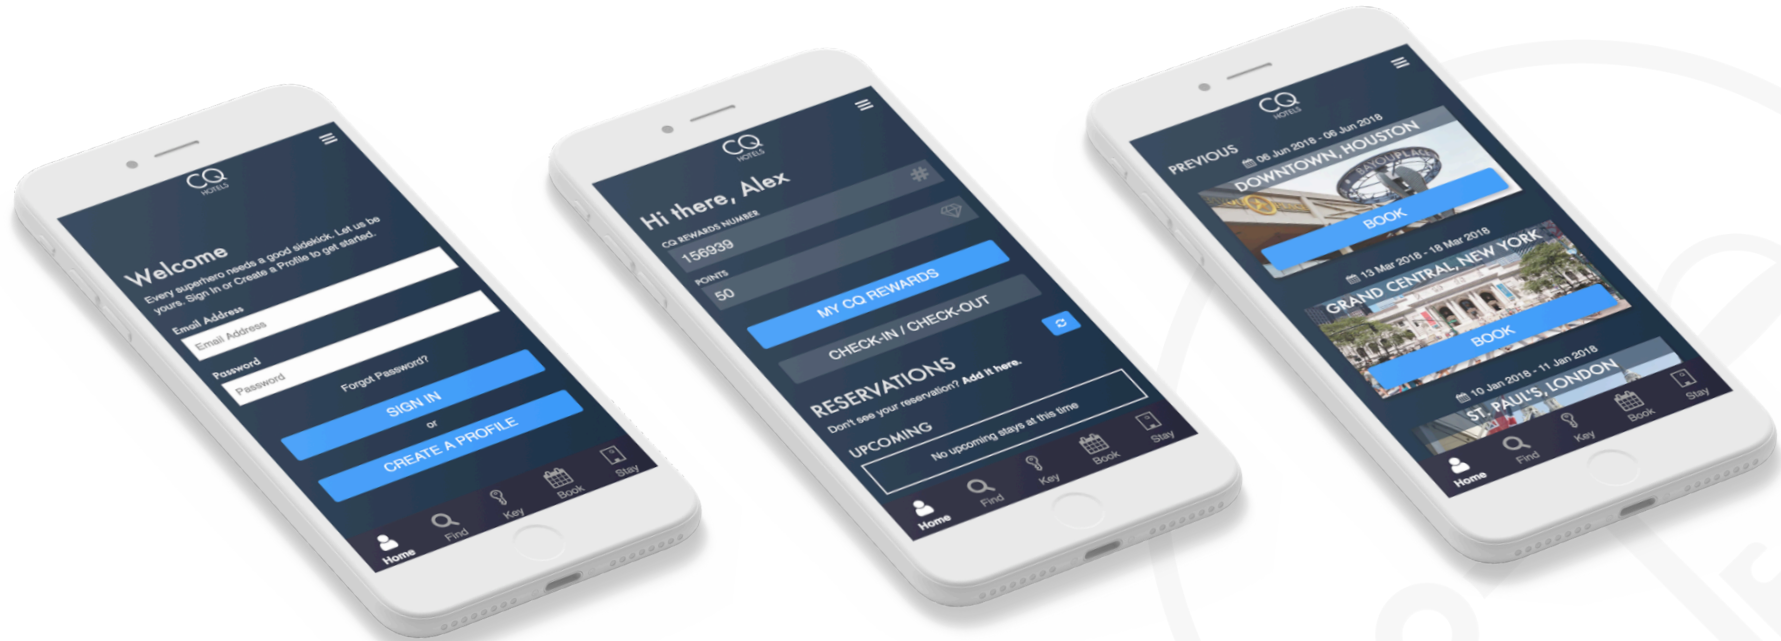 CQ
HOTELS
Welcome
Every superhero needs a good sidekick. Let us be
yours. Sign In or Create a Profile to get started.
Email Address
Email Address
Password
Password
Forgot Password?
SIGN IN
or
CREATE A PROFILE
Home
Find
Key
Book
Stay
CQ
HOTELS
Hi there, Alex
CQ REWARDS NUMBER
156939
#
POINTS
50
MY CQ REWARDS
CHECK-IN / CHECK-OUT
RESERVATIONS
Don't see your reservation? Add it here.
UPCOMING
No upcoming stays at this time
Home
Find
Key
Book
Stay
CQ
HOTELS
PREVIOUS
06 Jun 2018 - 06 Jun 2018
DOWNTOWN, HOUSTON
BAYOU PLACE
BOOK
13 Mar 2018 - 18 Mar 2018
GRAND CENTRAL, NEW YORK
BOOK
10 Jan 2018 - 11 Jan 2018
ST. PAUL'S, LONDON
Home
Find
Key
Book
Stay